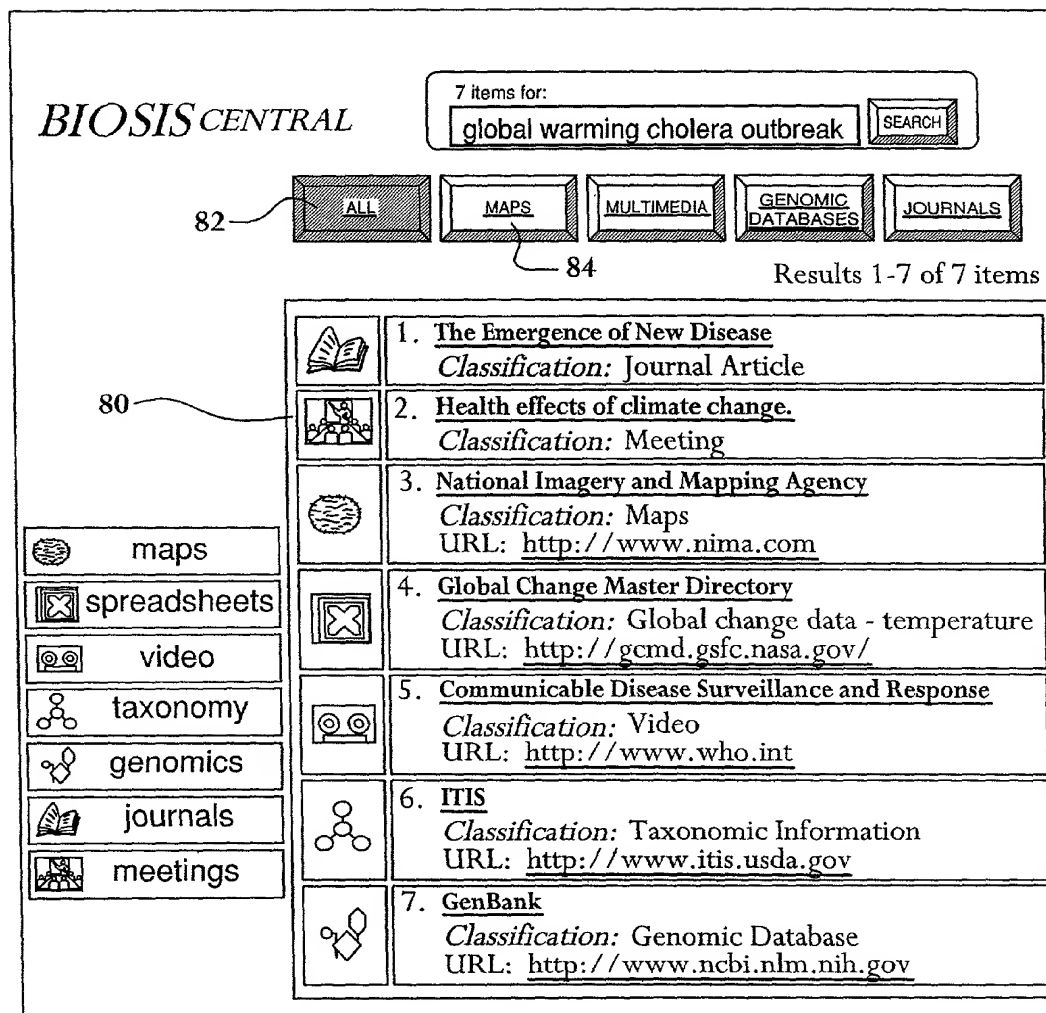 7 items for:
BIOSIS CENTRAL
global warming cholera outbreak
SEARCH
82
ALL
MAPS
MULTIMEDIA
GENOMIC
DATABASES
JOURNALS
84
Results 1-7 of 7 items
80
1. The Emergence of New Disease
Classification: Journal Article
2. Health effects of climate change.
Classification: Meeting
3. National Imagery and Mapping Agency
Classification: Maps
URL: http://www.nima.com
4. Global Change Master Directory
Classification: Global change data - temperature
URL: http://gcmd.gsfc.nasa.gov/
5. Communicable Disease Surveillance and Response
Classification: Video
URL: http://www.who.int
6. ITIS
Classification: Taxonomic Information
URL: http://www.itis.usda.gov
7. GenBank
Classification: Genomic Database
URL: http://www.ncbi.nlm.nih.gov
maps
spreadsheets
video
taxonomy
genomics
journals
meetings